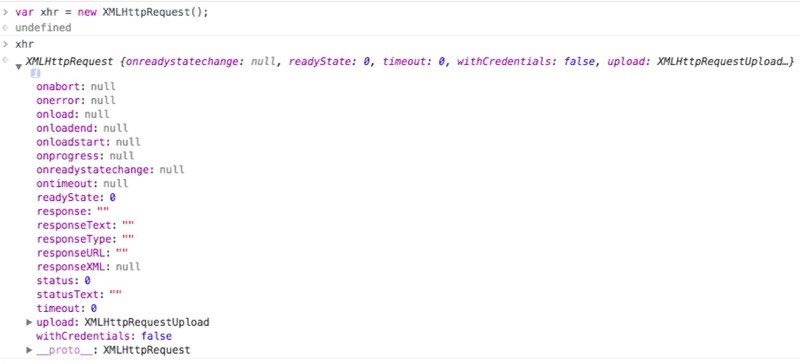 > var xhr = new XMLHttpRequest();
< undefined
> xhr
< ▼ XMLHttpRequest {onreadystatechange: null, readyState: 0, timeout: 0, withCredentials: false, upload: XMLHttpRequestUpload…}
i
onabort: null
onerror: null
onload: null
onloadend: null
onloadstart: null
onprogress: null
onreadystatechange: null
ontimeout: null
readyState: 0
response: ""
responseText: ""
responseType: ""
responseURL: ""
responseXML: null
status: 0
statusText: ""
timeout: 0
▶ upload: XMLHttpRequestUpload
withCredentials: false
▶ __proto__: XMLHttpRequest